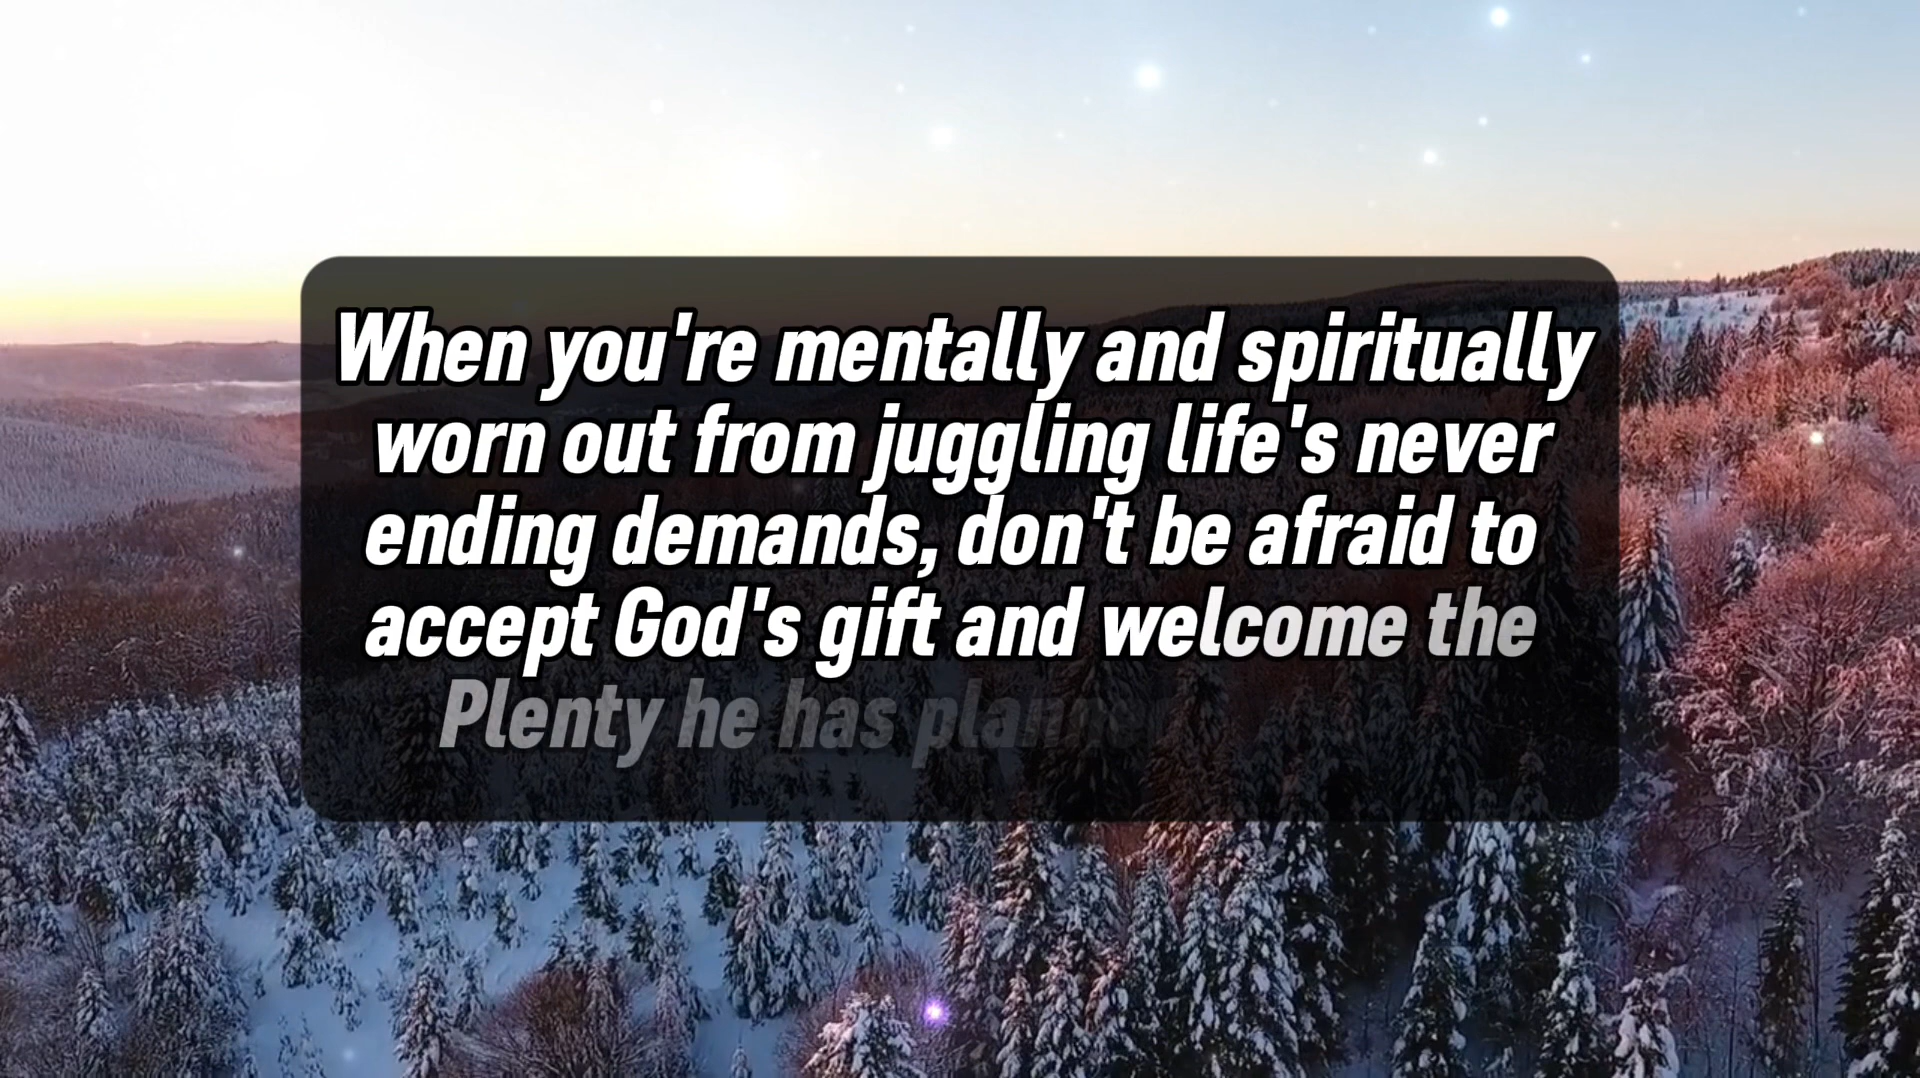 When you're mentally and spiritually
worn out from juggling life's never
ending demands, don't be afraid to
accept God's gift and welcome the
Plenty he has